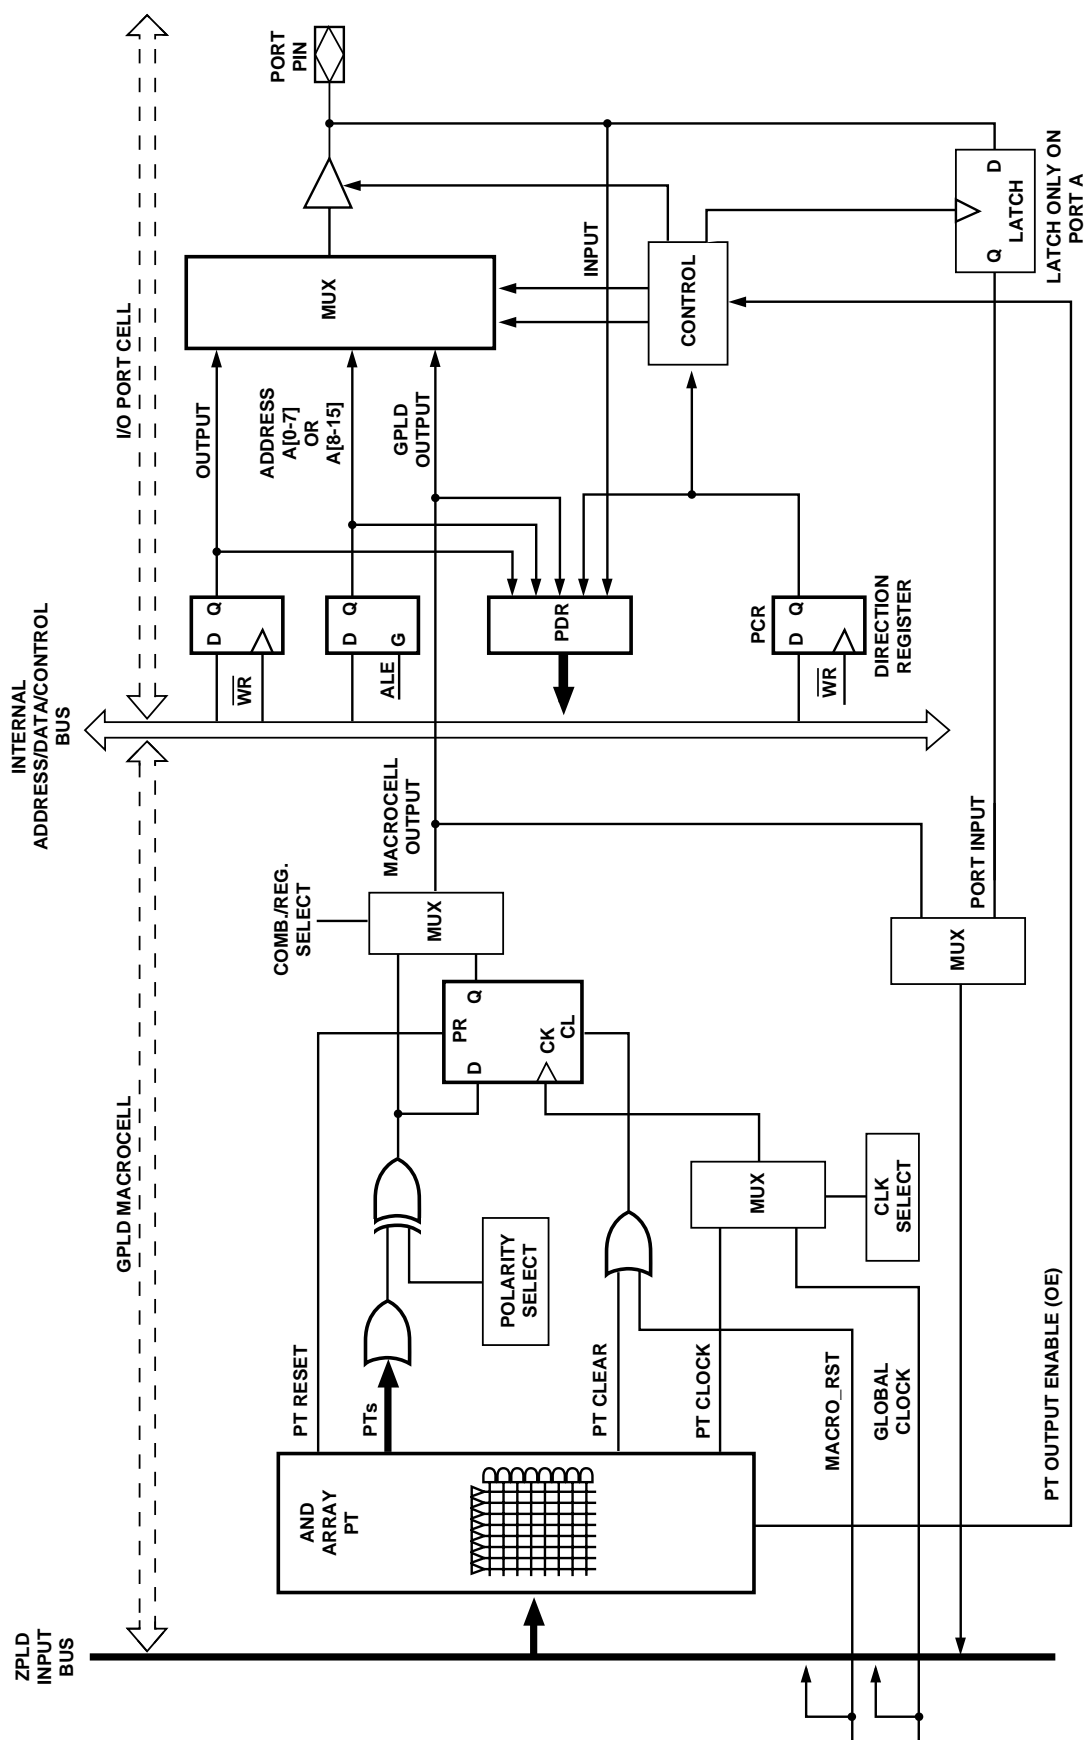 ZPLD
INPUT
BUS
GPLD MACROCELL
INTERNAL
ADDRESS/DATA/CONTROL
BUS
I/O PORT CELL
AND
ARRAY
PT
PT RESET
PTs
PT CLEAR
PT CLOCK
MACRO_RST
GLOBAL
CLOCK
PT OUTPUT ENABLE (OE)
POLARITY
SELECT
MUX
CLK
SELECT
PR
D
Q
CK
CL
COMB./REG.
SELECT
MUX
MACROCELL
OUTPUT
MUX
PORT INPUT
D Q
WR
D Q
G
ALE
PDR
PCR
D Q
WR
DIRECTION
REGISTER
OUTPUT
ADDRESS
A[0-7]
OR
A[8-15]
GPLD
OUTPUT
MUX
INPUT
CONTROL
PORT
PIN
Q D
LATCH
LATCH ONLY ON
PORT A